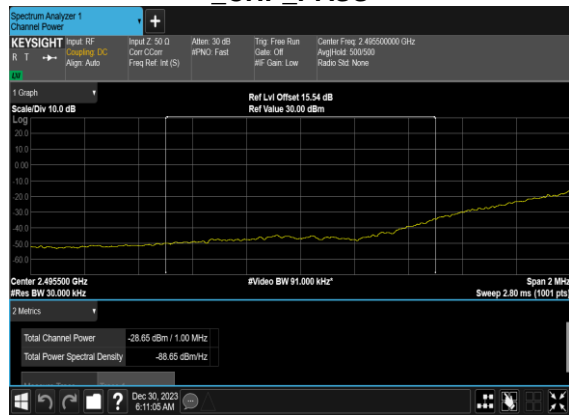 Spectrum Analyzer 1
Channel Power
+
KEYSIGHT
R T
LV
Input: RF
Coupling: DC
Align: Auto
Input Z: 50 Ω
Corr CCorr
Freq Ref: Int (S)
Atten: 30 dB
#PNO: Fast
Trig: Free Run
Gate: Off
#IF Gain: Low
Center Freq: 2.495500000 GHz
Avg|Hold: 500/500
Radio Std: None
1 Graph
Scale/Div 10.0 dB
Ref Lvl Offset 15.54 dB
Ref Value 30.00 dBm
Log
20.0
10.0
0.00
-10.0
-20.0
-30.0
-40.0
-50.0
-60.0
Center 2.495500 GHz
#Res BW 30.000 kHz
#Video BW 91.000 kHz*
Span 2 MHz
Sweep 2.80 ms (1001 pts)
2 Metrics
Total Channel Power -28.65 dBm / 1.00 MHz
Total Power Spectral Density -88.65 dBm/Hz
?
Dec 30, 2023
6:11:05 AM